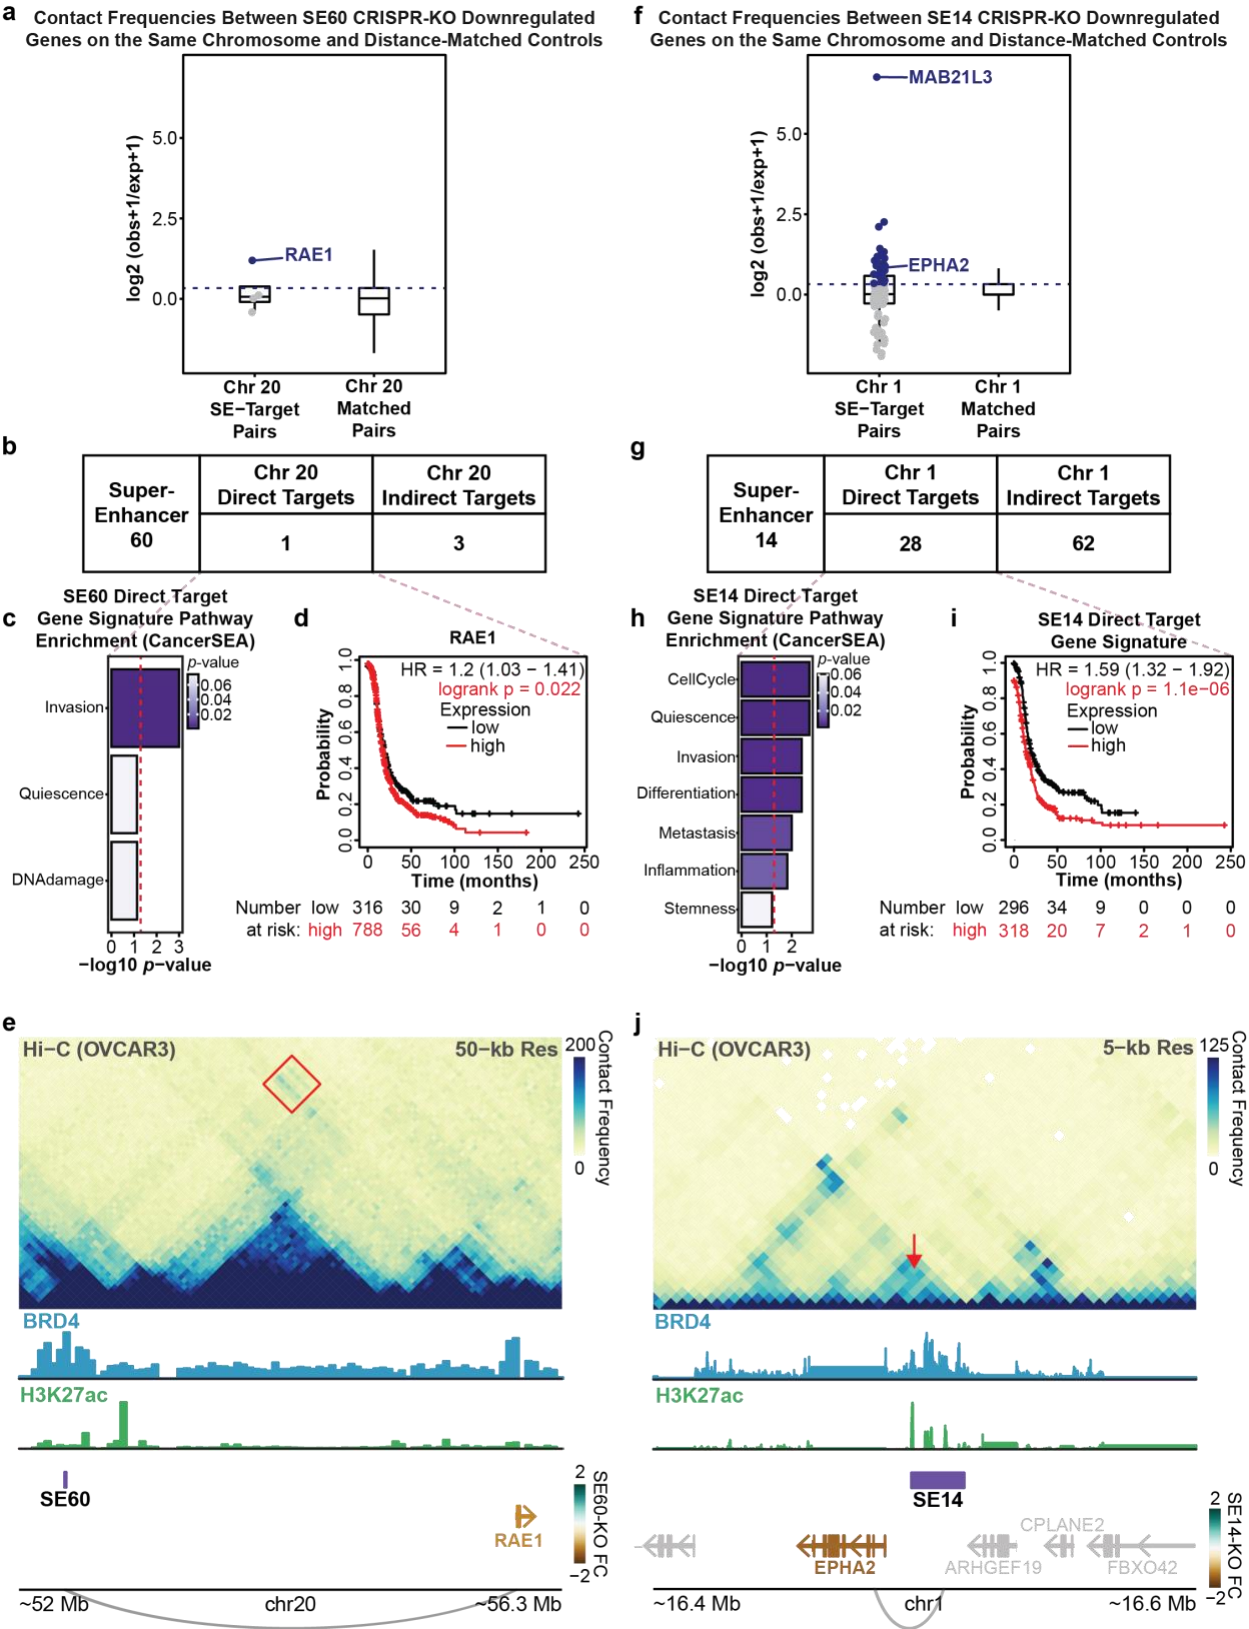 a
Contact Frequencies Between SE60 CRISPR-KO Downregulated
Genes on the Same Chromosome and Distance-Matched Controls
log2 (obs+1/exp+1)
5.0
2.5
0.0
RAE1
Chr 20
SE−Target
Pairs
Chr 20
Matched
Pairs
b
Super-
Enhancer
60
Chr 20
Direct Targets
1
Chr 20
Indirect Targets
3
c
SE60 Direct Target
Gene Signature Pathway
Enrichment (CancerSEA)
p-value
0.06
0.04
0.02
Invasion
Quiescence
DNAdamage
0 1 2 3
−log10 p−value
d
RAE1
HR = 1.2 (1.03 − 1.41)
logrank p = 0.022
Expression
low
high
Probability
1.0
0.8
0.6
0.4
0.2
0.0
0 50 100 150 200 250
Time (months)
Number low 316 30 9 2 1 0
at risk: high 788 56 4 1 0 0
e
Hi-C (OVCAR3)
50−kb Res
200
0
Contact Frequency
BRD4
H3K27ac
SE60
RAE1
2
−2
SE60-KO FC
~52 Mb
chr20
~56.3 Mb
f
Contact Frequencies Between SE14 CRISPR-KO Downregulated
Genes on the Same Chromosome and Distance-Matched Controls
log2 (obs+1/exp+1)
5.0
2.5
0.0
MAB21L3
EPHA2
Chr 1
SE−Target
Pairs
Chr 1
Matched
Pairs
g
Super-
Enhancer
14
Chr 1
Direct Targets
28
Chr 1
Indirect Targets
62
h
SE14 Direct Target
Gene Signature Pathway
Enrichment (CancerSEA)
p-value
0.06
0.04
0.02
CellCycle
Quiescence
Invasion
Differentiation
Metastasis
Inflammation
Stemness
0 1 2
−log10 p−value
i
SE14 Direct Target
Gene Signature
HR = 1.59 (1.32 − 1.92)
logrank p = 1.1e−06
Expression
low
high
Probability
1.0
0.8
0.6
0.4
0.2
0.0
0 50 100 150 200 250
Time (months)
Number low 296 34 9 0 0 0
at risk: high 318 20 7 2 1 0
j
Hi-C (OVCAR3)
5-kb Res
125
0
Contact Frequency
BRD4
H3K27ac
SE14
EPHA2
CPLANE2
ARHGEF19
FBXO42
2
−2
SE14-KO FC
~16.4 Mb
chr1
~16.6 Mb